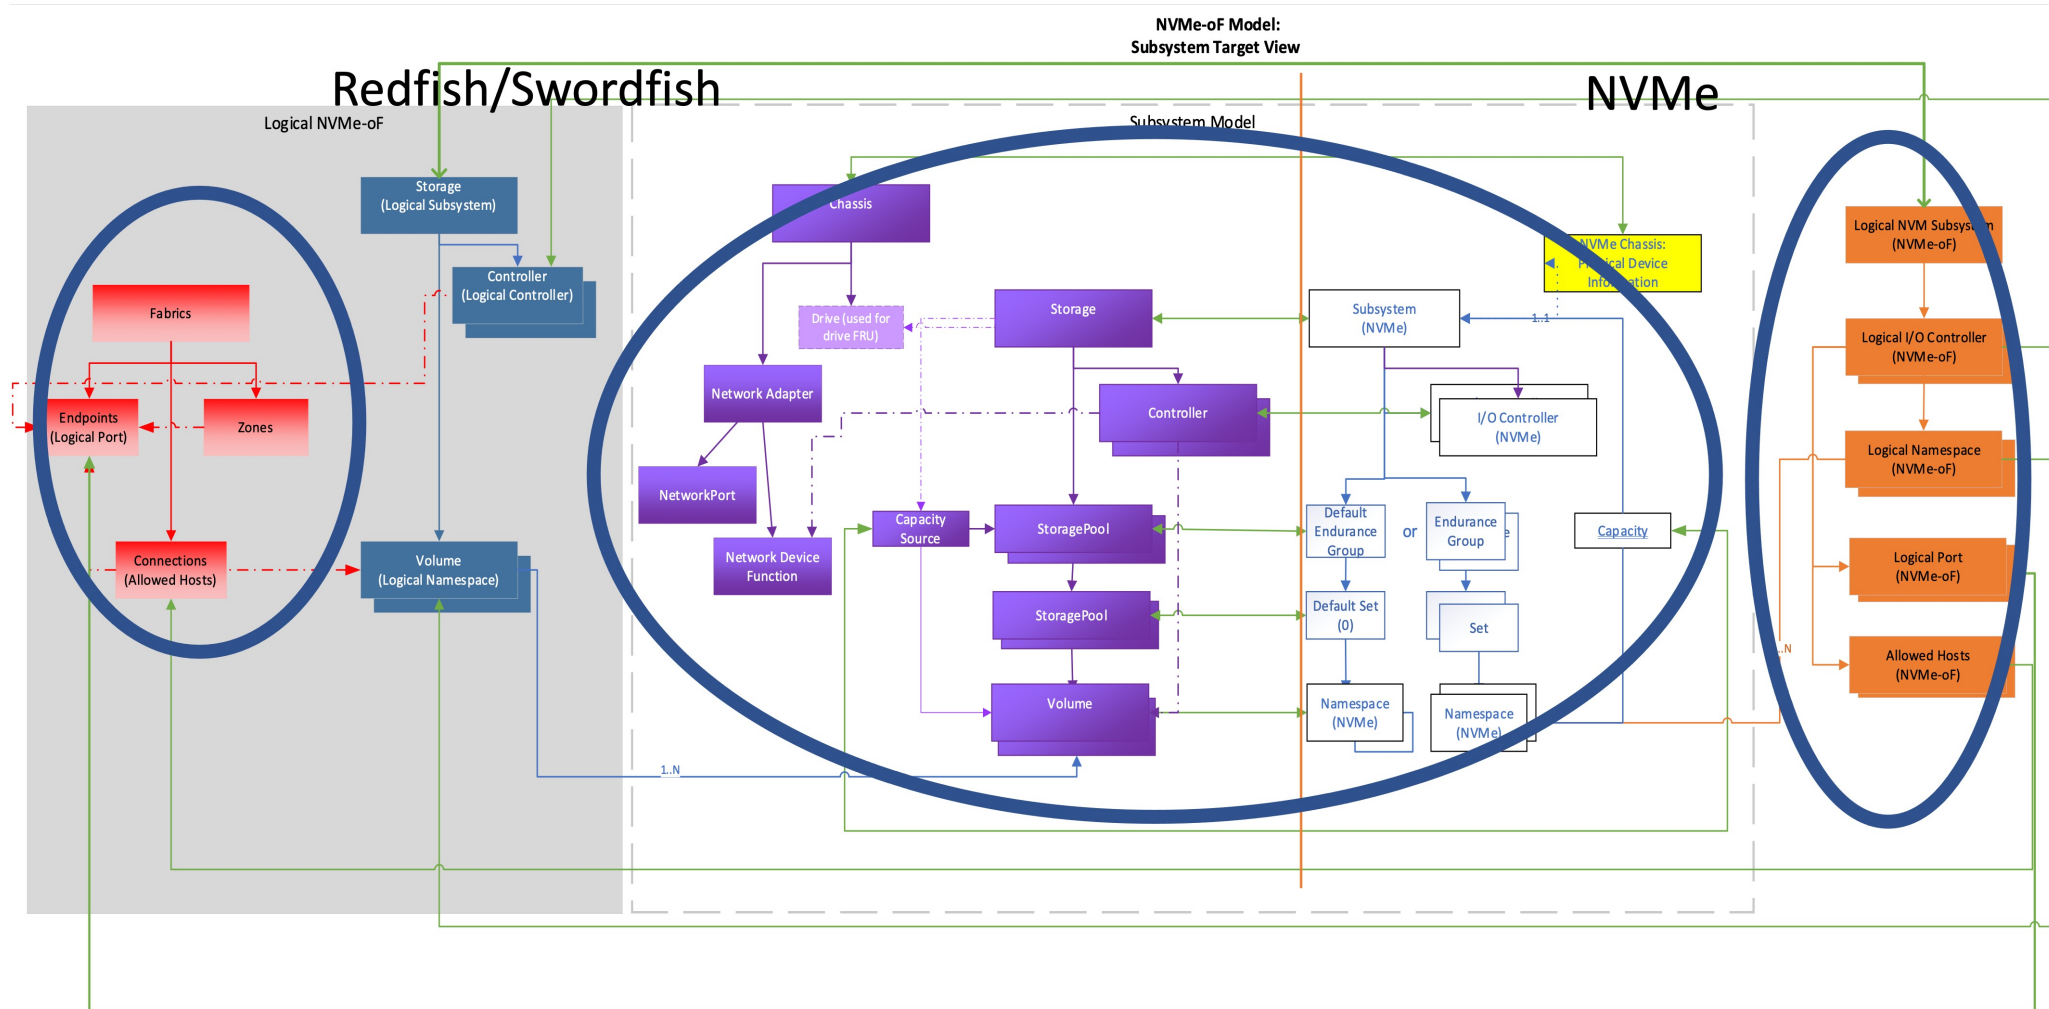 NVMe-oF Model:
Subsystem Target View
Redfish/Swordfish
NVMe
Logical NVMe-oF
Subsystem Model
Storage
(Logical Subsystem)
Controller
(Logical Controller)
Fabrics
Endpoints
(Logical Port)
Zones
Connections
(Allowed Hosts)
Volume
(Logical Namespace)
1..N
Chassis
Drive (used for
drive FRU)
Network Adapter
NetworkPort
Network Device
Function
Storage
Controller
Capacity
Source
StoragePool
StoragePool
Volume
NVMe Chassis:
Physical Device
Information
Subsystem
(NVMe)
1..1
I/O Controller
(NVMe)
Default
Endurance
Group
or
Endurance
Group
e
Capacity
Default Set
(0)
Set
Namespace
(NVMe)
Namespace
(NVMe)
Logical NVM Subsystem
(NVMe-oF)
Logical I/O Controller
(NVMe-oF)
Logical Namespace
(NVMe-oF)
Logical Port
(NVMe-oF)
..N
Allowed Hosts
(NVMe-oF)